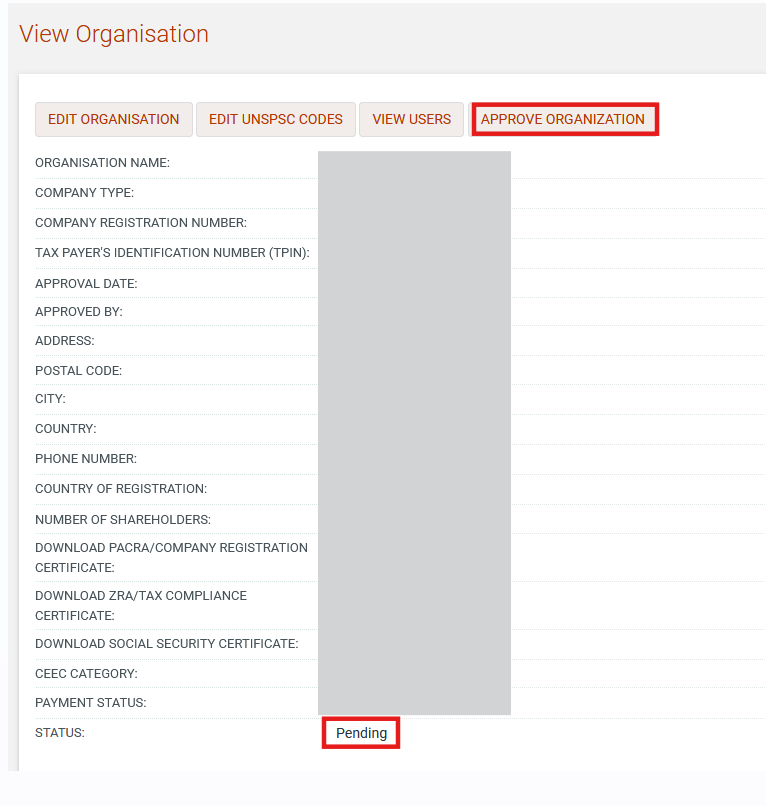 View Organisation
EDIT ORGANISATION EDIT UNSPSC CODES VIEW USERS APPROVE ORGANIZATION
ORGANISATION NAME:
COMPANY TYPE:
COMPANY REGISTRATION NUMBER:
TAX PAYER'S IDENTIFICATION NUMBER (TPIN):
APPROVAL DATE:
APPROVED BY:
ADDRESS:
POSTAL CODE:
CITY:
COUNTRY:
PHONE NUMBER:
COUNTRY OF REGISTRATION:
NUMBER OF SHAREHOLDERS:
DOWNLOAD PACRA/COMPANY REGISTRATION
CERTIFICATE:
DOWNLOAD ZRA/TAX COMPLIANCE
CERTIFICATE:
DOWNLOAD SOCIAL SECURITY CERTIFICATE:
CEEC CATEGORY:
PAYMENT STATUS:
STATUS: Pending